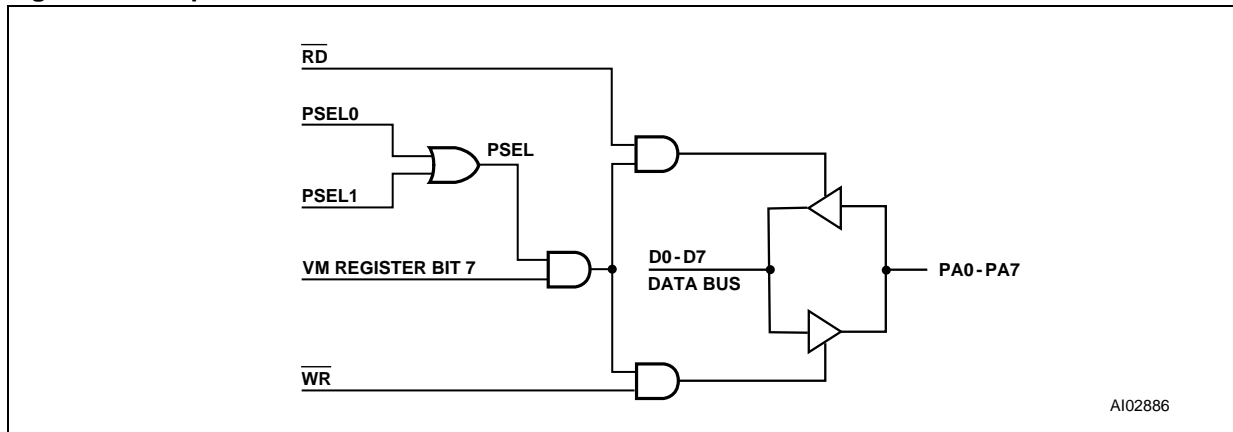 RD
PSEL0
PSEL
PSEL1
VM REGISTER BIT 7
D0-D7
DATA BUS
PA0-PA7
WR
AI02886